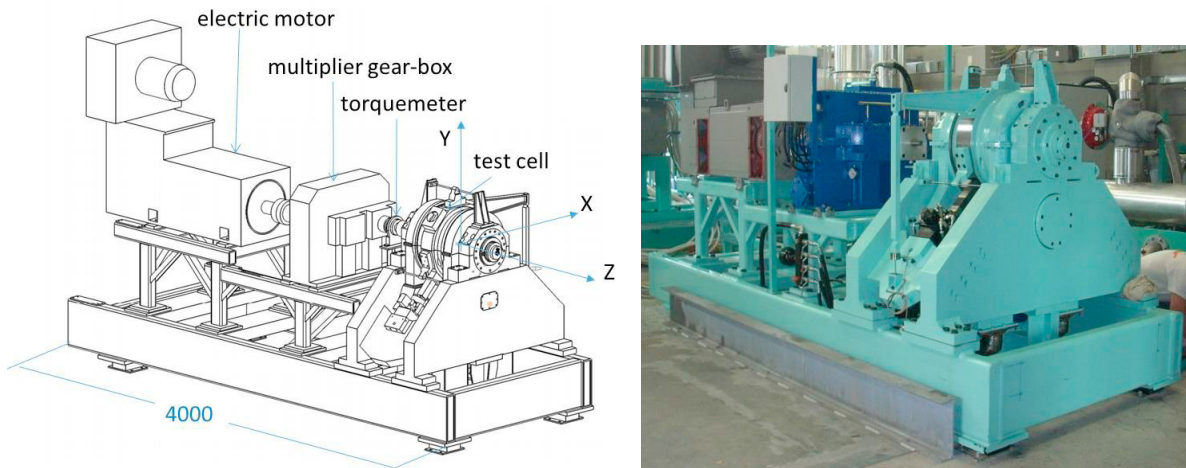 electric motor
multiplier gear-box
torquemeter
Y
test cell
X
Z
4000